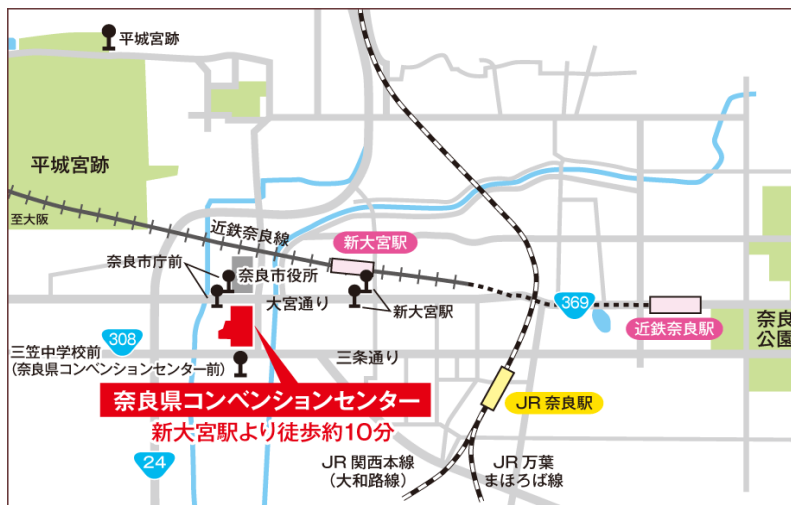 平城宮跡
平城宮跡
至大阪
近鉄奈良線
新大宮駅
奈良市庁前
奈良市役所
大宮通り
新大宮駅
369
近鉄奈良駅
奈良
公園
308
三笠中学校前
(奈良県コンベンションセンター前)
三条通り
奈良県コンベンションセンター
新大宮駅より徒歩約10分
JR 奈良駅
24
JR 関西本線
(大和路線)
JR 万葉
まほろば線